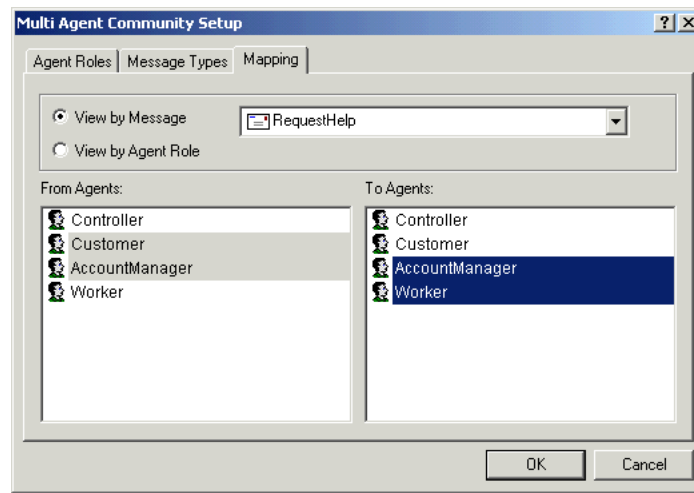 Multi Agent Community Setup
Agent Roles Message Types Mapping
View by Message RequestHelp
View by Agent Role
From Agents: To Agents:
Controller Controller
Customer Customer
AccountManager AccountManager
Worker Worker
OK Cancel